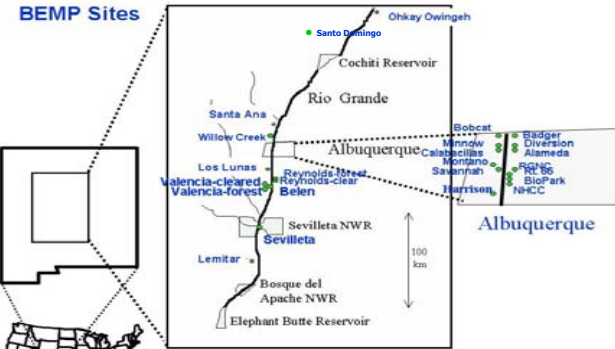 BEMP Sites
Ohkay Owingeh
Santo Domingo
Cochiti Reservoir
Rio Grande
Santa Ana
Willow Creek
Albuquerque
Los Lunas
Reynolds-forest
Valencia-cleared
Reynolds-clear
Valencia-forest
Belen
Sevilleta NWR
Sevilleta
100
km
Lemitar
Bosque del
Apache NWR
Elephant Butte Reservoir
Bobcat
Badger
Minnow
Diversion
Calabacillas
Alameda
Montano
RGNC
Savannah
RL 66
BioPark
Harrison
NHCC
Albuquerque